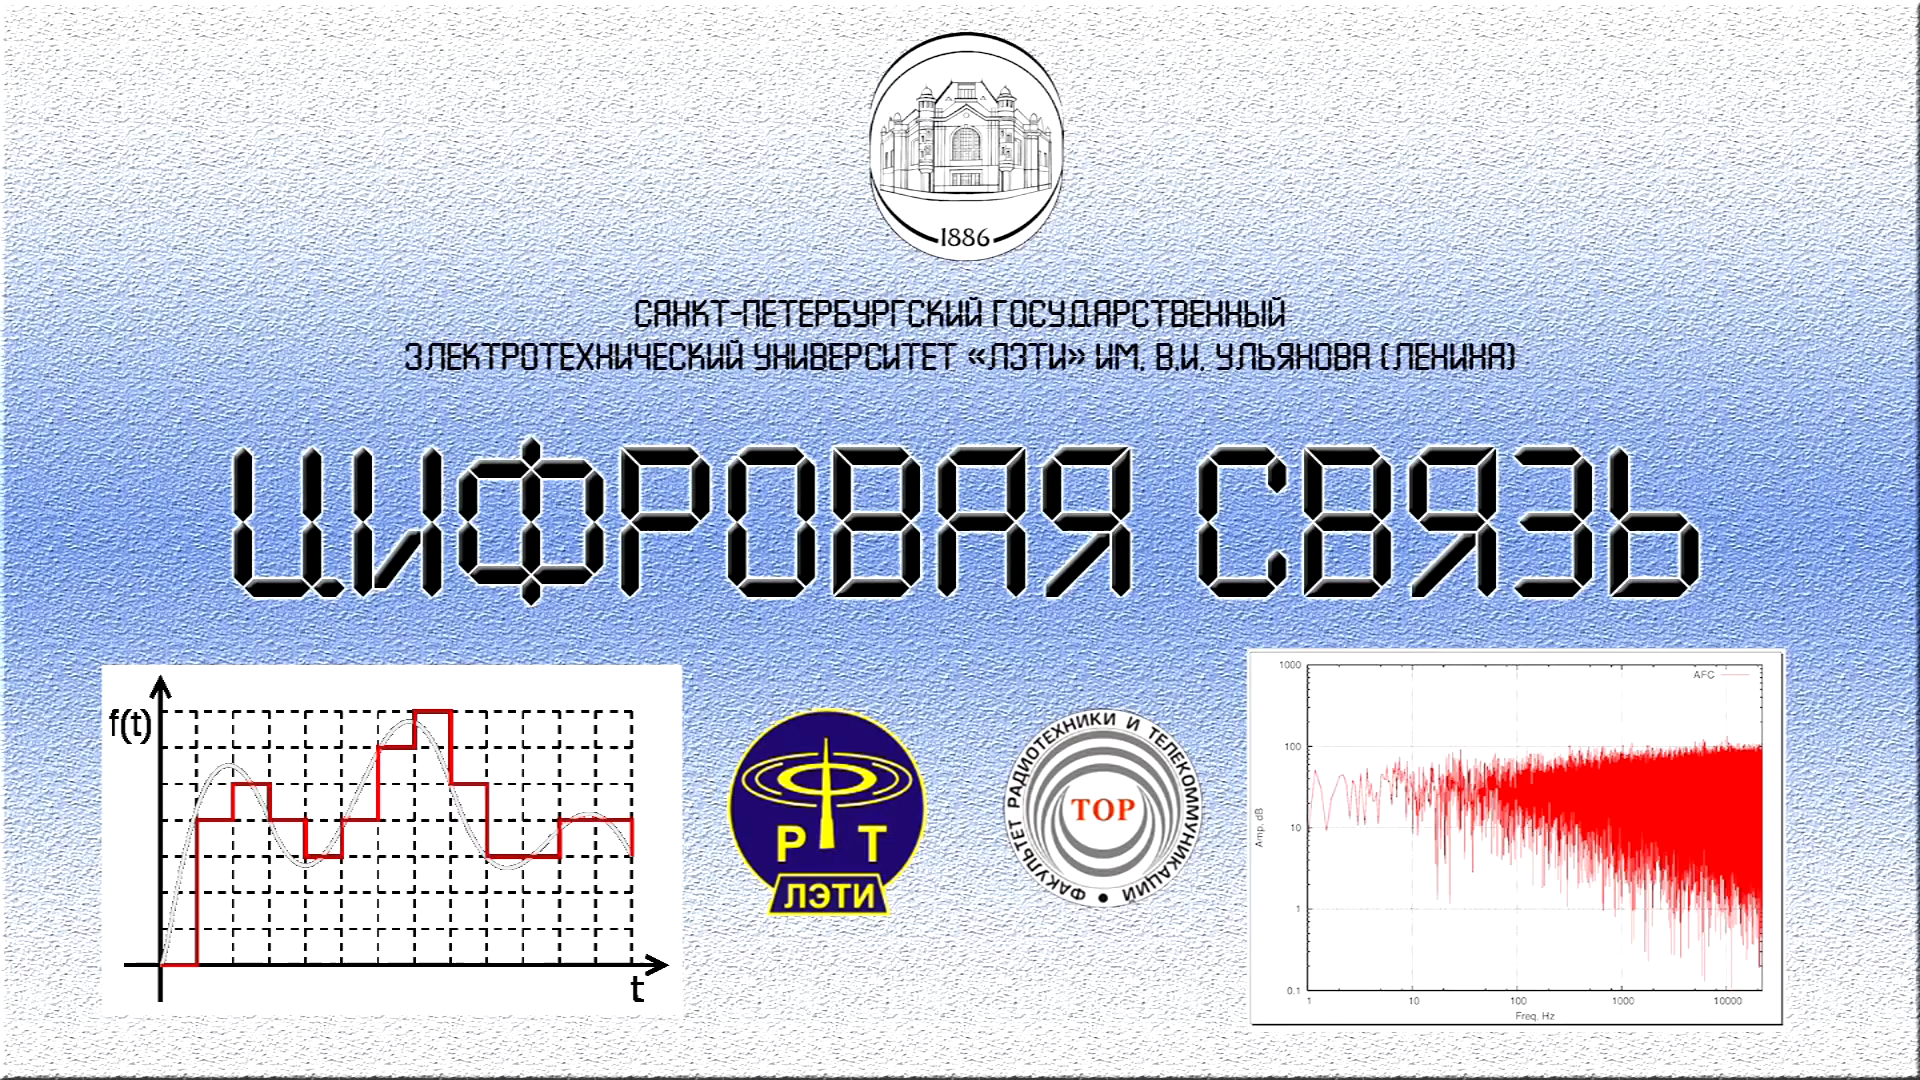 1886
САНКТ-ПЕТЕРБУРГСКИЙ ГОСУДАРСТВЕННЫЙ
ЭЛЕКТРОТЕХНИЧЕСКИЙ УНИВЕРСИТЕТ «ЛЭТИ» ИМ. В.И. УЛЬЯНОВА (ЛЕНИНА)
ЦИФРОВАЯ СВЯЗЬ
f(t)
t
Р Т
ЛЭТИ
ФАКУЛЬТЕТ РАДИОТЕХНИКИ И ТЕЛЕКОММУНИКАЦИЙ •
ТОР
AFC
Amp. dB
1000
100
10
1
0.1
1 10 100 1000 10000
Freq. Hz